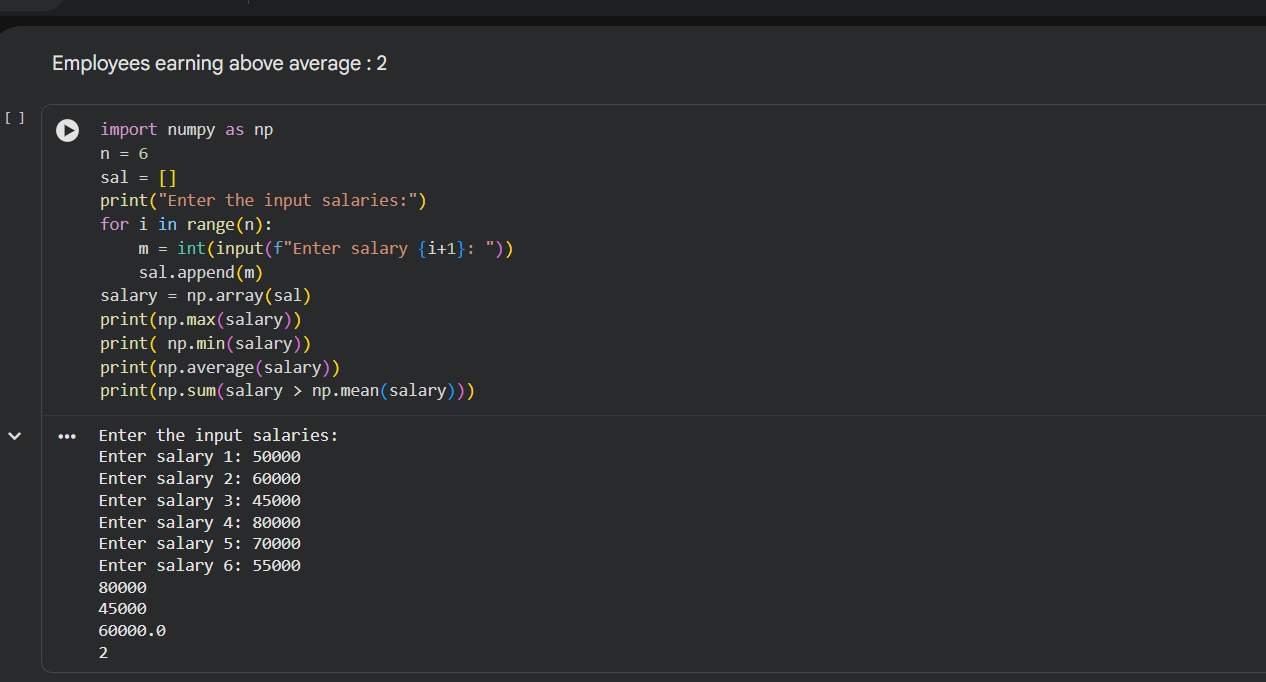 Employees earning above average : 2
[ ]
import numpy as np
n = 6
sal = []
print("Enter the input salaries:")
for i in range(n):
    m = int(input(f"Enter salary {i+1}: "))
    sal.append(m)
salary = np.array(sal)
print(np.max(salary))
print( np.min(salary))
print(np.average(salary))
print(np.sum(salary > np.mean(salary)))
Enter the input salaries:
Enter salary 1: 50000
Enter salary 2: 60000
Enter salary 3: 45000
Enter salary 4: 80000
Enter salary 5: 70000
Enter salary 6: 55000
80000
45000
60000.0
2